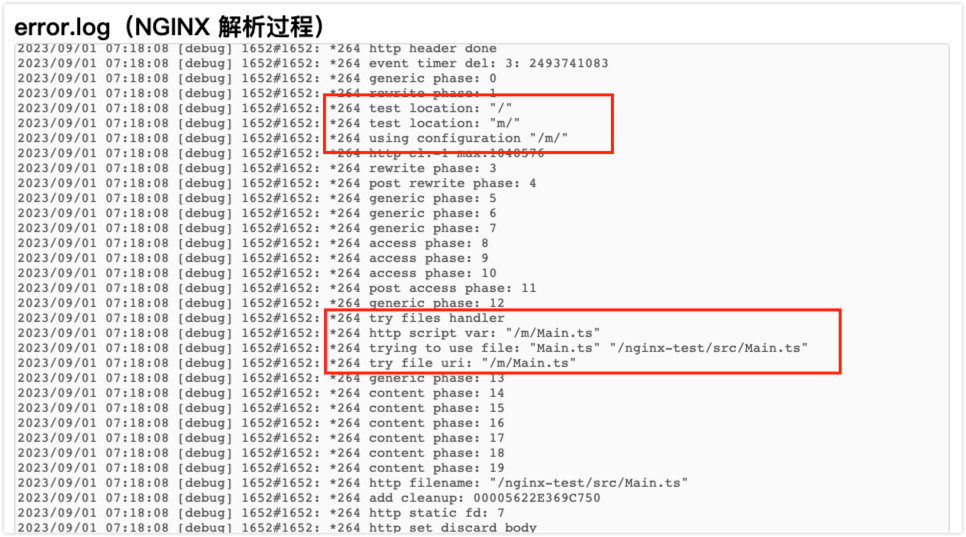 error.log（NGINX 解析过程）
2023/09/01 07:18:08 [debug] 1652#1652: *264 http header done
2023/09/01 07:18:08 [debug] 1652#1652: *264 event timer del: 3: 2493741083
2023/09/01 07:18:08 [debug] 1652#1652: *264 generic phase: 0
2023/09/01 07:18:08 [debug] 1652#1652: *264 rewrite phase: 1
2023/09/01 07:18:08 [debug] 1652#1652: *264 test location: "/"
2023/09/01 07:18:08 [debug] 1652#1652: *264 test location: "m/"
2023/09/01 07:18:08 [debug] 1652#1652: *264 using configuration "/m/"
2023/09/01 07:18:08 [debug] 1652#1652: *264 http cl:-1 max:1048576
2023/09/01 07:18:08 [debug] 1652#1652: *264 rewrite phase: 3
2023/09/01 07:18:08 [debug] 1652#1652: *264 post rewrite phase: 4
2023/09/01 07:18:08 [debug] 1652#1652: *264 generic phase: 5
2023/09/01 07:18:08 [debug] 1652#1652: *264 generic phase: 6
2023/09/01 07:18:08 [debug] 1652#1652: *264 generic phase: 7
2023/09/01 07:18:08 [debug] 1652#1652: *264 access phase: 8
2023/09/01 07:18:08 [debug] 1652#1652: *264 access phase: 9
2023/09/01 07:18:08 [debug] 1652#1652: *264 access phase: 10
2023/09/01 07:18:08 [debug] 1652#1652: *264 post access phase: 11
2023/09/01 07:18:08 [debug] 1652#1652: *264 generic phase: 12
2023/09/01 07:18:08 [debug] 1652#1652: *264 try files handler
2023/09/01 07:18:08 [debug] 1652#1652: *264 http script var: "/m/Main.ts"
2023/09/01 07:18:08 [debug] 1652#1652: *264 trying to use file: "Main.ts" "/nginx-test/src/Main.ts"
2023/09/01 07:18:08 [debug] 1652#1652: *264 try file uri: "/m/Main.ts"
2023/09/01 07:18:08 [debug] 1652#1652: *264 generic phase: 13
2023/09/01 07:18:08 [debug] 1652#1652: *264 content phase: 14
2023/09/01 07:18:08 [debug] 1652#1652: *264 content phase: 15
2023/09/01 07:18:08 [debug] 1652#1652: *264 content phase: 16
2023/09/01 07:18:08 [debug] 1652#1652: *264 content phase: 17
2023/09/01 07:18:08 [debug] 1652#1652: *264 content phase: 18
2023/09/01 07:18:08 [debug] 1652#1652: *264 content phase: 19
2023/09/01 07:18:08 [debug] 1652#1652: *264 http filename: "/nginx-test/src/Main.ts"
2023/09/01 07:18:08 [debug] 1652#1652: *264 add cleanup: 00005622E369C750
2023/09/01 07:18:08 [debug] 1652#1652: *264 http static fd: 7
2023/09/01 07:18:08 [debug] 1652#1652: *264 http set discard body